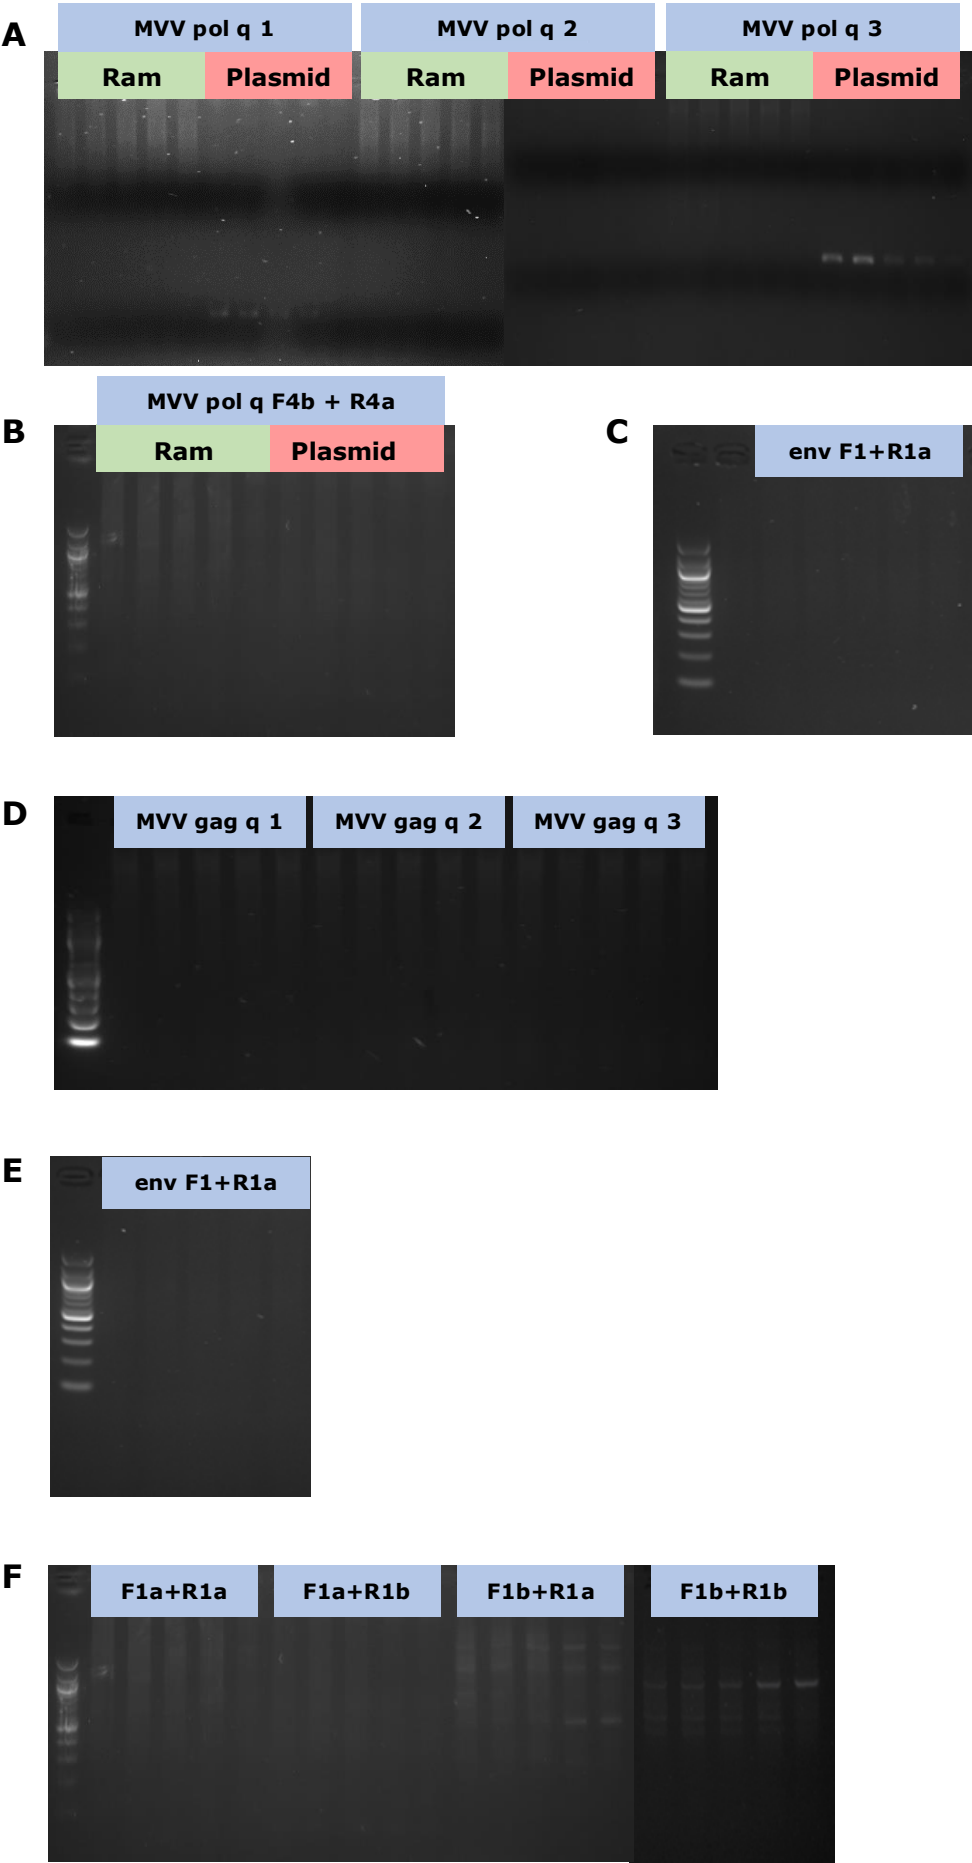 A
MVV pol q 1
MVV pol q 2
MVV pol q 3
Ram
Plasmid
Ram
Plasmid
Ram
Plasmid
MVV pol q F4b + R4a
B
Ram
Plasmid
C
env F1+R1a
D
MVV gag q 1
MVV gag q 2
MVV gag q 3
E
env F1+R1a
F
F1a+R1a
F1a+R1b
F1b+R1a
F1b+R1b